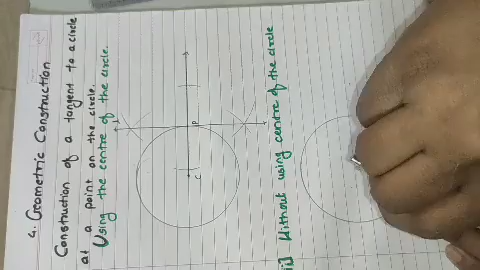 4. Geometric Construction
Construction of a tangent to a circle
at a point on the circle.
Using the centre of the circle.
P
C
ii] Without using centre of the circle